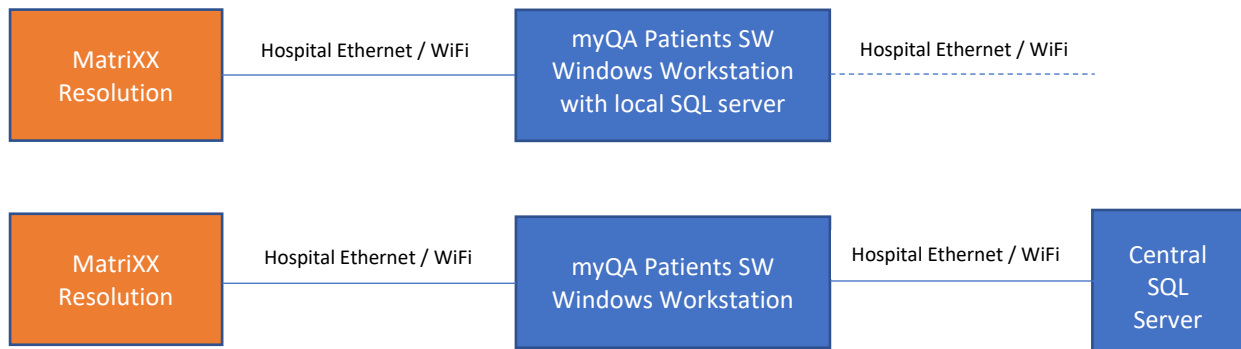 MatriXX
Resolution
Hospital Ethernet / WiFi
myQA Patients SW
Windows Workstation
with local SQL server
Hospital Ethernet / WiFi
MatriXX
Resolution
Hospital Ethernet / WiFi
myQA Patients SW
Windows Workstation
Hospital Ethernet / WiFi
Central
SQL
Server